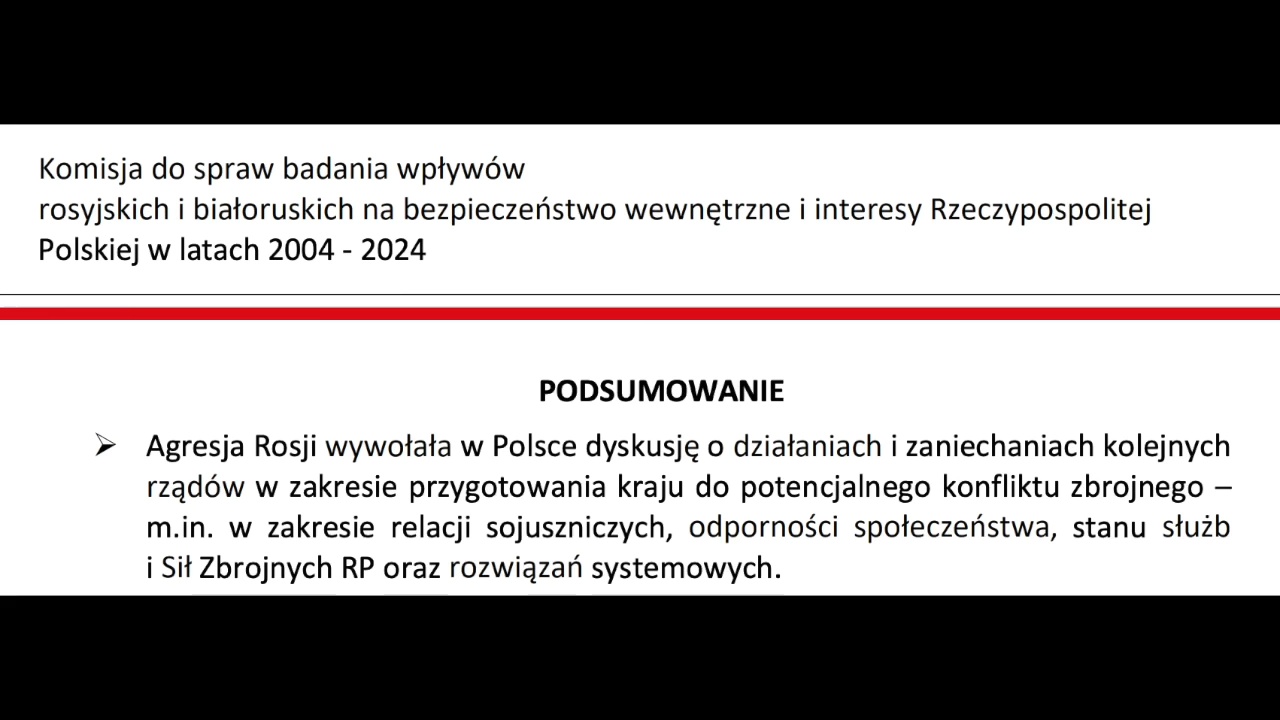 Komisja do spraw badania wpływów
rosyjskich i białoruskich na bezpieczeństwo wewnętrzne i interesy Rzeczypospolitej
Polskiej w latach 2004 - 2024
PODSUMOWANIE
➢ Agresja Rosji wywołała w Polsce dyskusję o działaniach i zaniechaniach kolejnych
rządów w zakresie przygotowania kraju do potencjalnego konfliktu zbrojnego –
m.in. w zakresie relacji sojuszniczych, odporności społeczeństwa, stanu służb
i Sił Zbrojnych RP oraz rozwiązań systemowych.